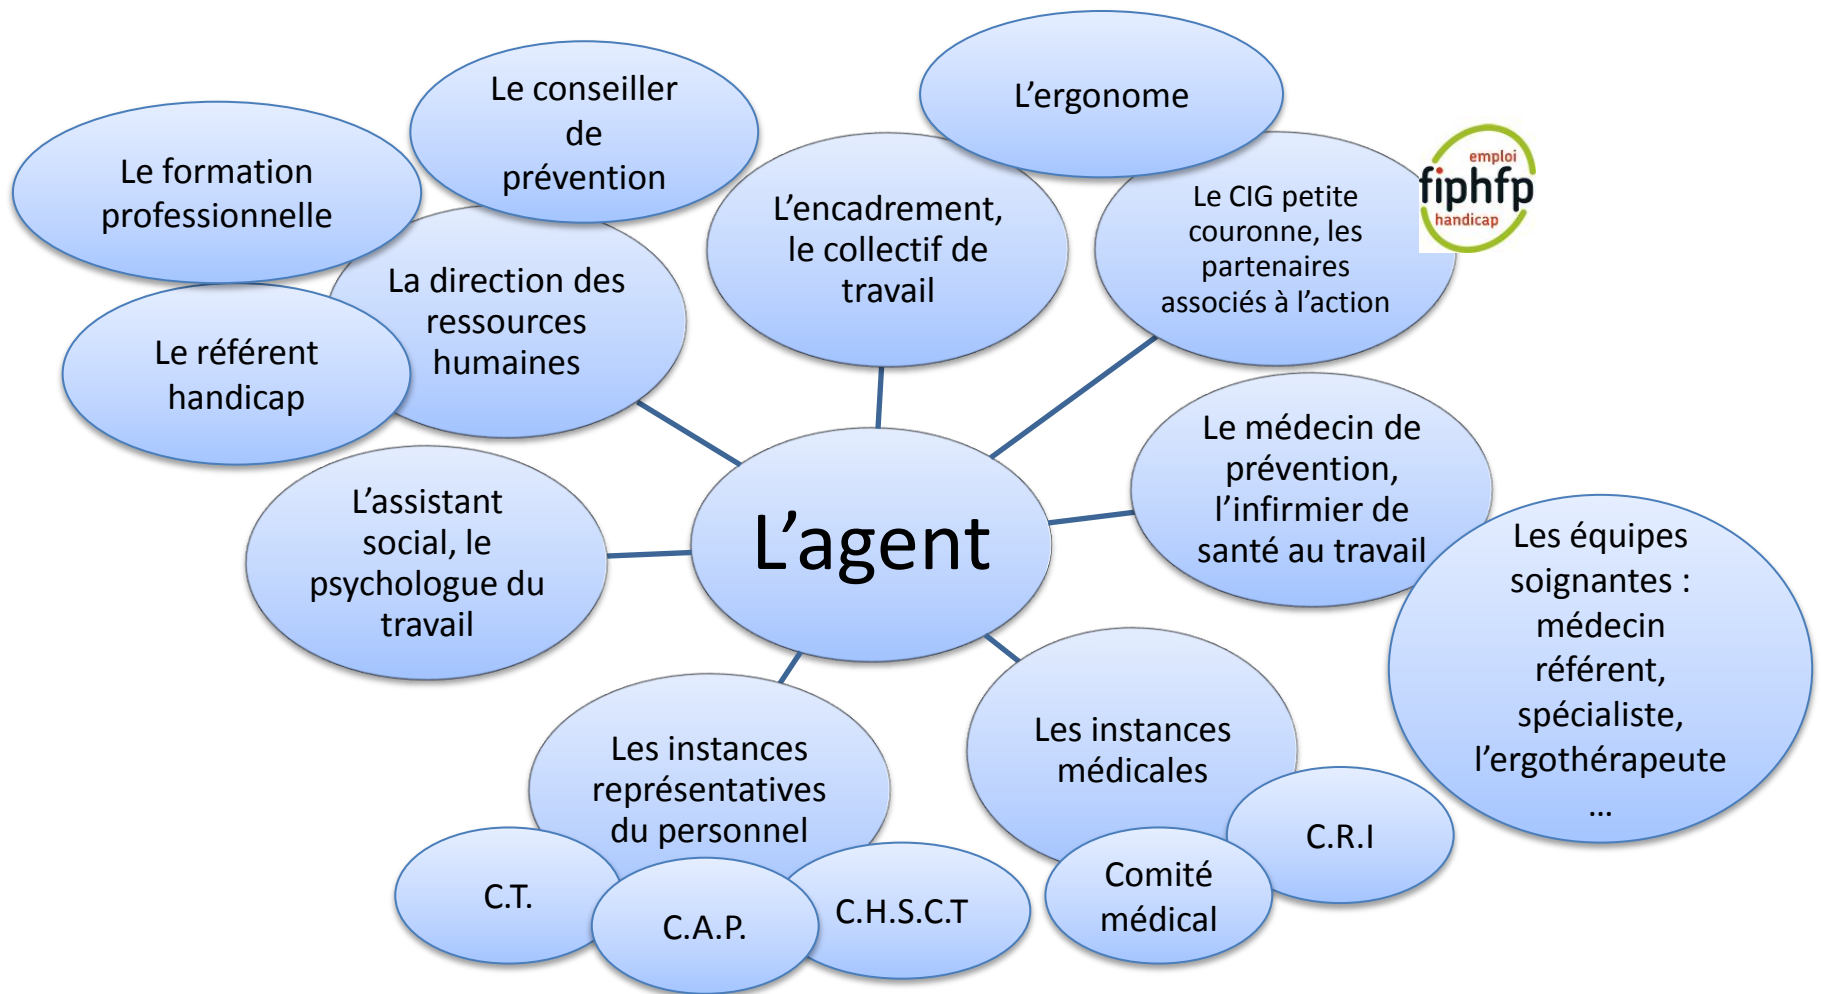 Le conseiller
de
prévention
L'ergonome
Le formation
professionnelle
L'encadrement,
le collectif de
travail
Le CIG petite
couronne, les
partenaires
associés à l'action
emploi
fiphfp
handicap
La direction des
ressources
humaines
Le référent
handicap
Le médecin de
prévention,
l'infirmier de
santé au travail
L'assistant
social, le
psychologue du
travail
L'agent
Les équipes
soignantes :
médecin
référent,
spécialiste,
l'ergothérapeute
...
Les instances
représentatives
du personnel
Les instances
médicales
C.T.
C.A.P.
C.H.S.C.T
Comité
médical
C.R.I